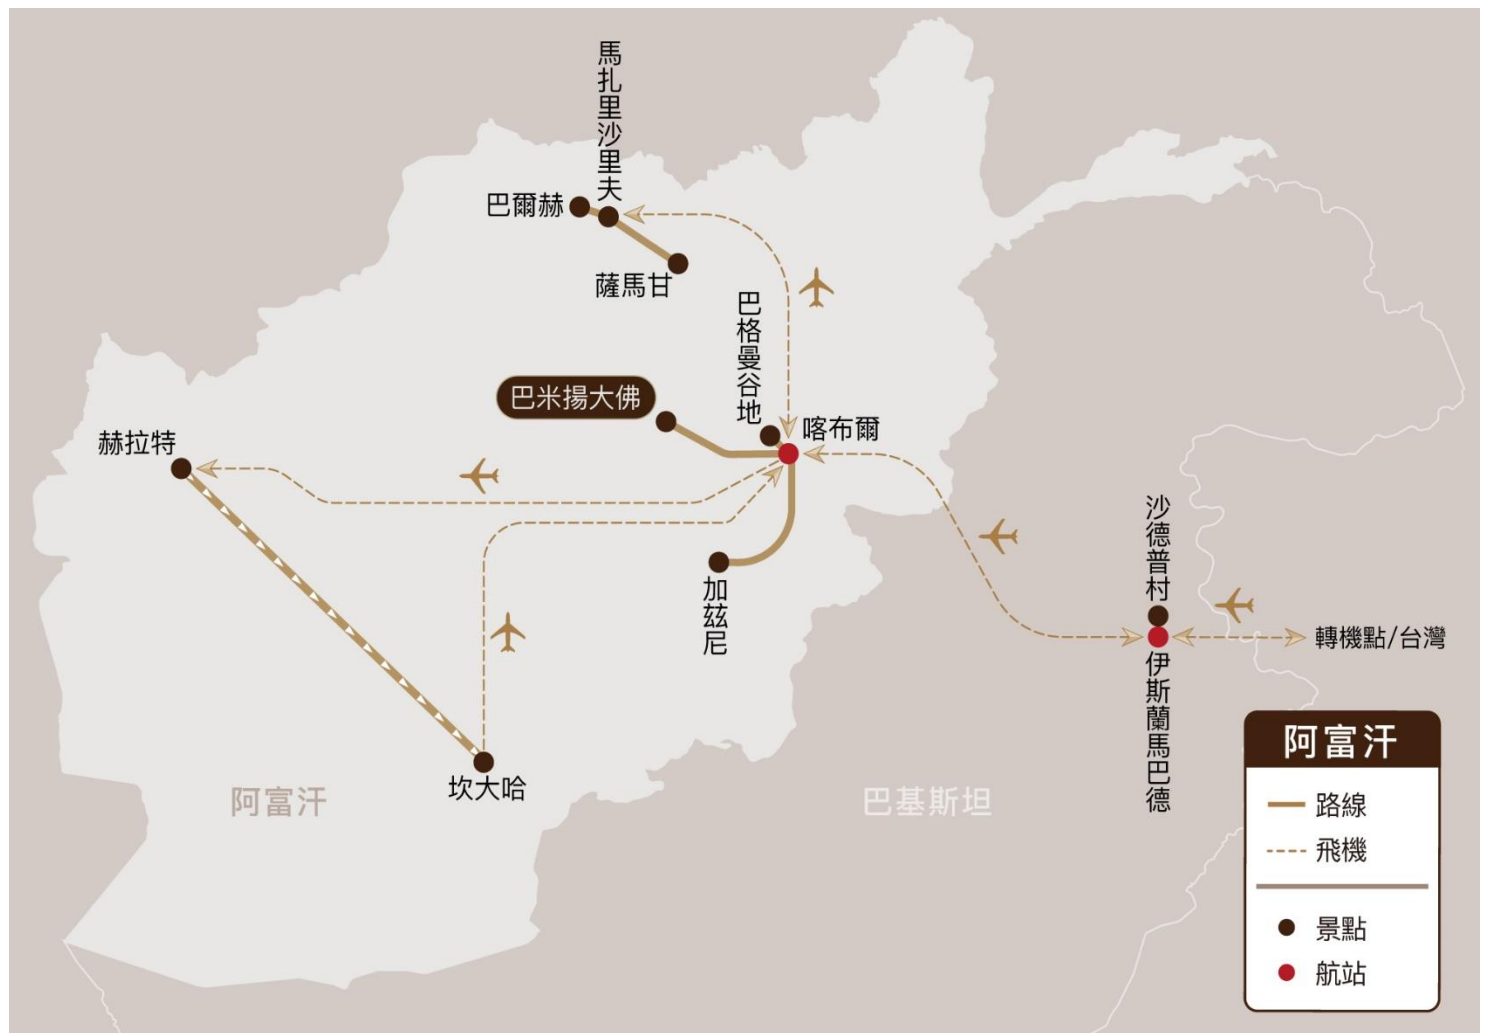 馬扎里沙里夫
巴爾赫
薩馬甘
巴格曼谷地
巴米揚大佛
喀布爾
赫拉特
沙德普村
加茲尼
轉機點/台灣
伊斯蘭馬巴德
坎大哈
阿富汗
巴基斯坦
阿富汗
路線
飛機
景點
航站